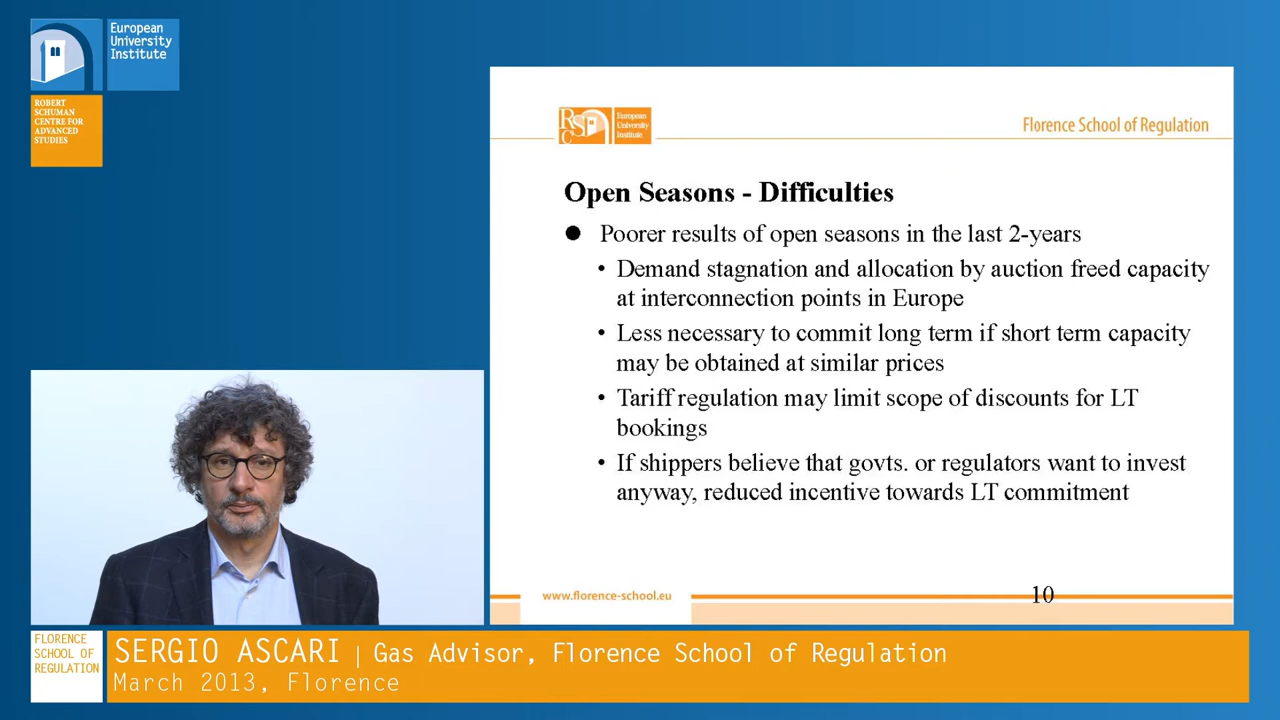 European
University
Institute
ROBERT
SCHUMAN
CENTRE FOR
ADVANCED
STUDIES
RSC
European
University
Institute
Florence School of Regulation
Open Seasons - Difficulties
● Poorer results of open seasons in the last 2-years
• Demand stagnation and allocation by auction freed capacity
at interconnection points in Europe
• Less necessary to commit long term if short term capacity
may be obtained at similar prices
• Tariff regulation may limit scope of discounts for LT
bookings
• If shippers believe that govts. or regulators want to invest
anyway, reduced incentive towards LT commitment
www.florence-school.eu
10
FLORENCE
SCHOOL OF
REGULATION
SERGIO ASCARI | Gas Advisor, Florence School of Regulation
March 2013, Florence